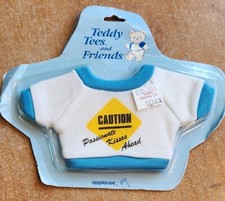 Teddy
Tees and
Friends
CAUTION
Passionate
Kisses
Ahead
applause